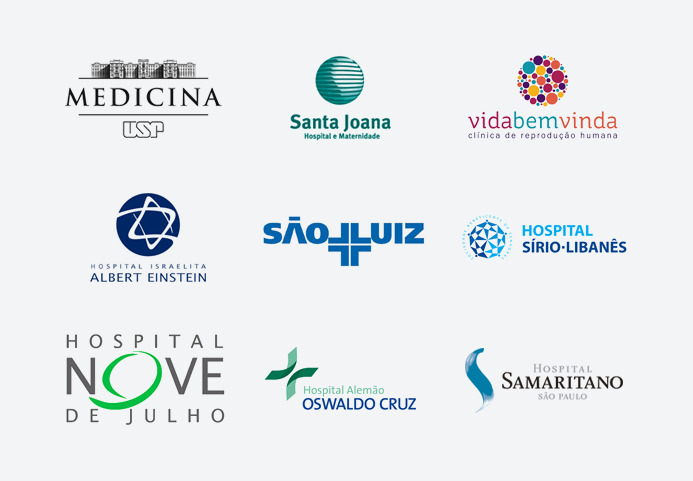 MEDICINA
USP
Santa Joana
Hospital e Maternidade
vidabemvinda
clínica de reprodução humana
HOSPITAL ISRAELITA
ALBERT EINSTEIN
SÃO LUIZ
HOSPITAL
SÍRIO·LIBANÊS
HOSPITAL
NOVE
DE JULHO
Hospital Alemão
OSWALDO CRUZ
HOSPITAL
SAMARITANO
SÃO PAULO